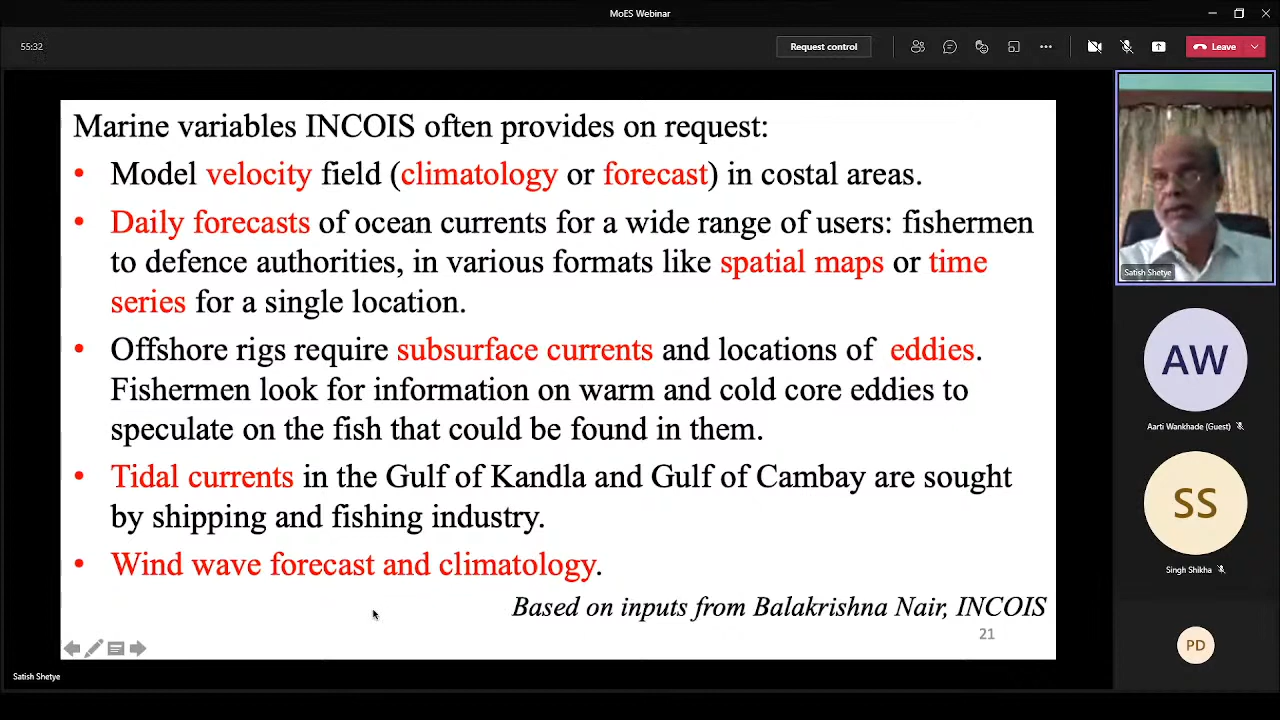 MoES Webinar
55:32
Request control
Leave
Marine variables INCOIS often provides on request:
• Model velocity field (climatology or forecast) in costal areas.
• Daily forecasts of ocean currents for a wide range of users: fishermen
to defence authorities, in various formats like spatial maps or time
series for a single location.
• Offshore rigs require subsurface currents and locations of eddies.
Fishermen look for information on warm and cold core eddies to
speculate on the fish that could be found in them.
• Tidal currents in the Gulf of Kandla and Gulf of Cambay are sought
by shipping and fishing industry.
• Wind wave forecast and climatology.
Based on inputs from Balakrishna Nair, INCOIS
21
Satish Shetye
Satish Shetye
AW
Aarti Wankhade (Guest)
SS
Singh Shikha
PD